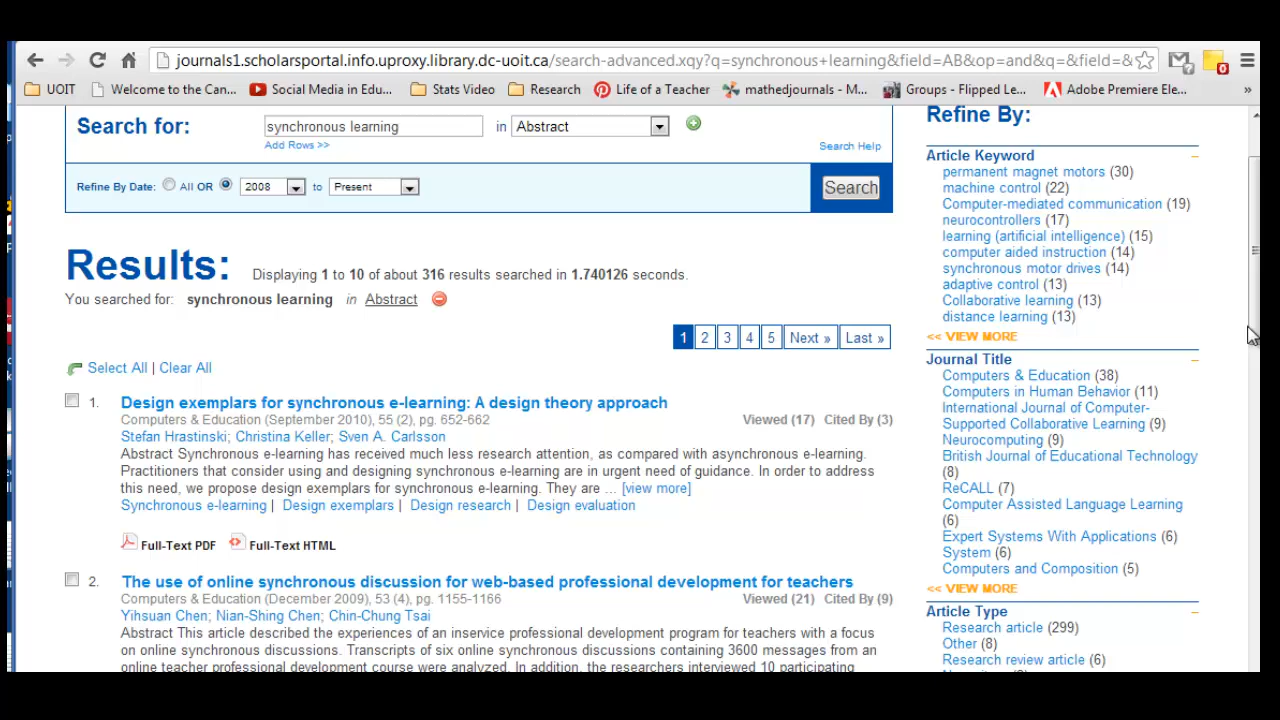 journals1.scholarsportal.info.uproxy.library.dc-uoit.ca/search-advanced.xqy?q=synchronous+learning&field=AB&op=and&q=&field=&
UOIT Welcome to the Can... Social Media in Edu... Stats Video Research Life of a Teacher mathedjournals - M... Groups - Flipped Le... Adobe Premiere Ele... »
Search for: synchronous learning in Abstract
Add Rows >>
Search Help
Refine By Date: All OR 2008 to Present
Search
Results: Displaying 1 to 10 of about 316 results searched in 1.740126 seconds.
You searched for: synchronous learning in Abstract
1 2 3 4 5 Next » Last »
Select All | Clear All
1. Design exemplars for synchronous e-learning: A design theory approach
Computers & Education (September 2010), 55 (2), pg. 652-662 Viewed (17) Cited By (3)
Stefan Hrastinski; Christina Keller; Sven A. Carlsson
Abstract Synchronous e-learning has received much less research attention, as compared with asynchronous e-learning.
Practitioners that consider using and designing synchronous e-learning are in urgent need of guidance. In order to address
this need, we propose design exemplars for synchronous e-learning. They are ... [view more]
Synchronous e-learning | Design exemplars | Design research | Design evaluation
Full-Text PDF Full-Text HTML
2. The use of online synchronous discussion for web-based professional development for teachers
Computers & Education (December 2009), 53 (4), pg. 1155-1166 Viewed (21) Cited By (9)
Yihsuan Chen; Nian-Shing Chen; Chin-Chung Tsai
Abstract This article described the experiences of an inservice professional development program for teachers with a focus
on online synchronous discussions. Transcripts of six online synchronous discussions containing 3600 messages from an
online teacher professional development course were analyzed. In addition, the researchers interviewed 10 participating
Refine By:
Article Keyword
permanent magnet motors (30)
machine control (22)
Computer-mediated communication (19)
neurocontrollers (17)
learning (artificial intelligence) (15)
computer aided instruction (14)
synchronous motor drives (14)
adaptive control (13)
Collaborative learning (13)
distance learning (13)
<< VIEW MORE
Journal Title
Computers & Education (38)
Computers in Human Behavior (11)
International Journal of Computer-
Supported Collaborative Learning (9)
Neurocomputing (9)
British Journal of Educational Technology
(8)
ReCALL (7)
Computer Assisted Language Learning
(6)
Expert Systems With Applications (6)
System (6)
Computers and Composition (5)
<< VIEW MORE
Article Type
Research article (299)
Other (8)
Research review article (6)